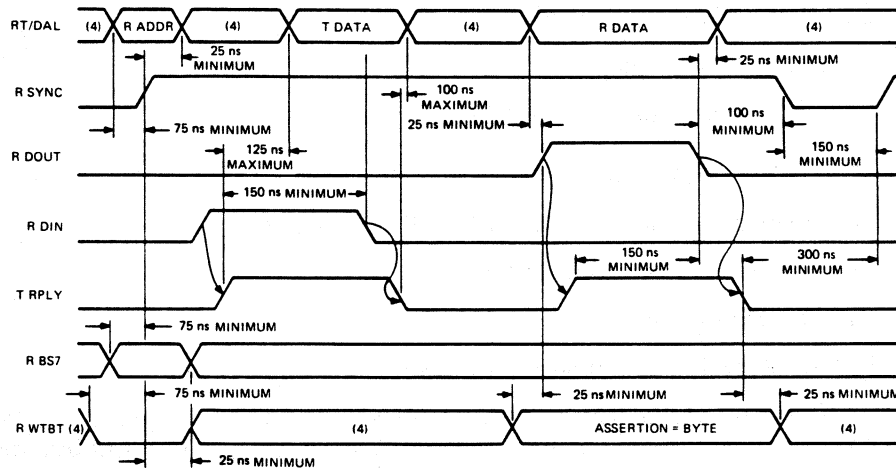 RT/DAL (4) R ADDR (4) T DATA (4) R DATA (4)
25 ns
MINIMUM
25 ns MINIMUM
R SYNC
100 ns
MAXIMUM
75 ns MINIMUM
25 ns MINIMUM
100 ns
MINIMUM
125 ns
MAXIMUM
150 ns
MINIMUM
R DOUT
150 ns MINIMUM
R DIN
150 ns
MINIMUM
300 ns
MINIMUM
T RPLY
75 ns MINIMUM
R BS7
75 ns MINIMUM
25 ns MINIMUM
25 ns MINIMUM
R WTBT (4) (4) ASSERTION = BYTE (4)
25 ns MINIMUM